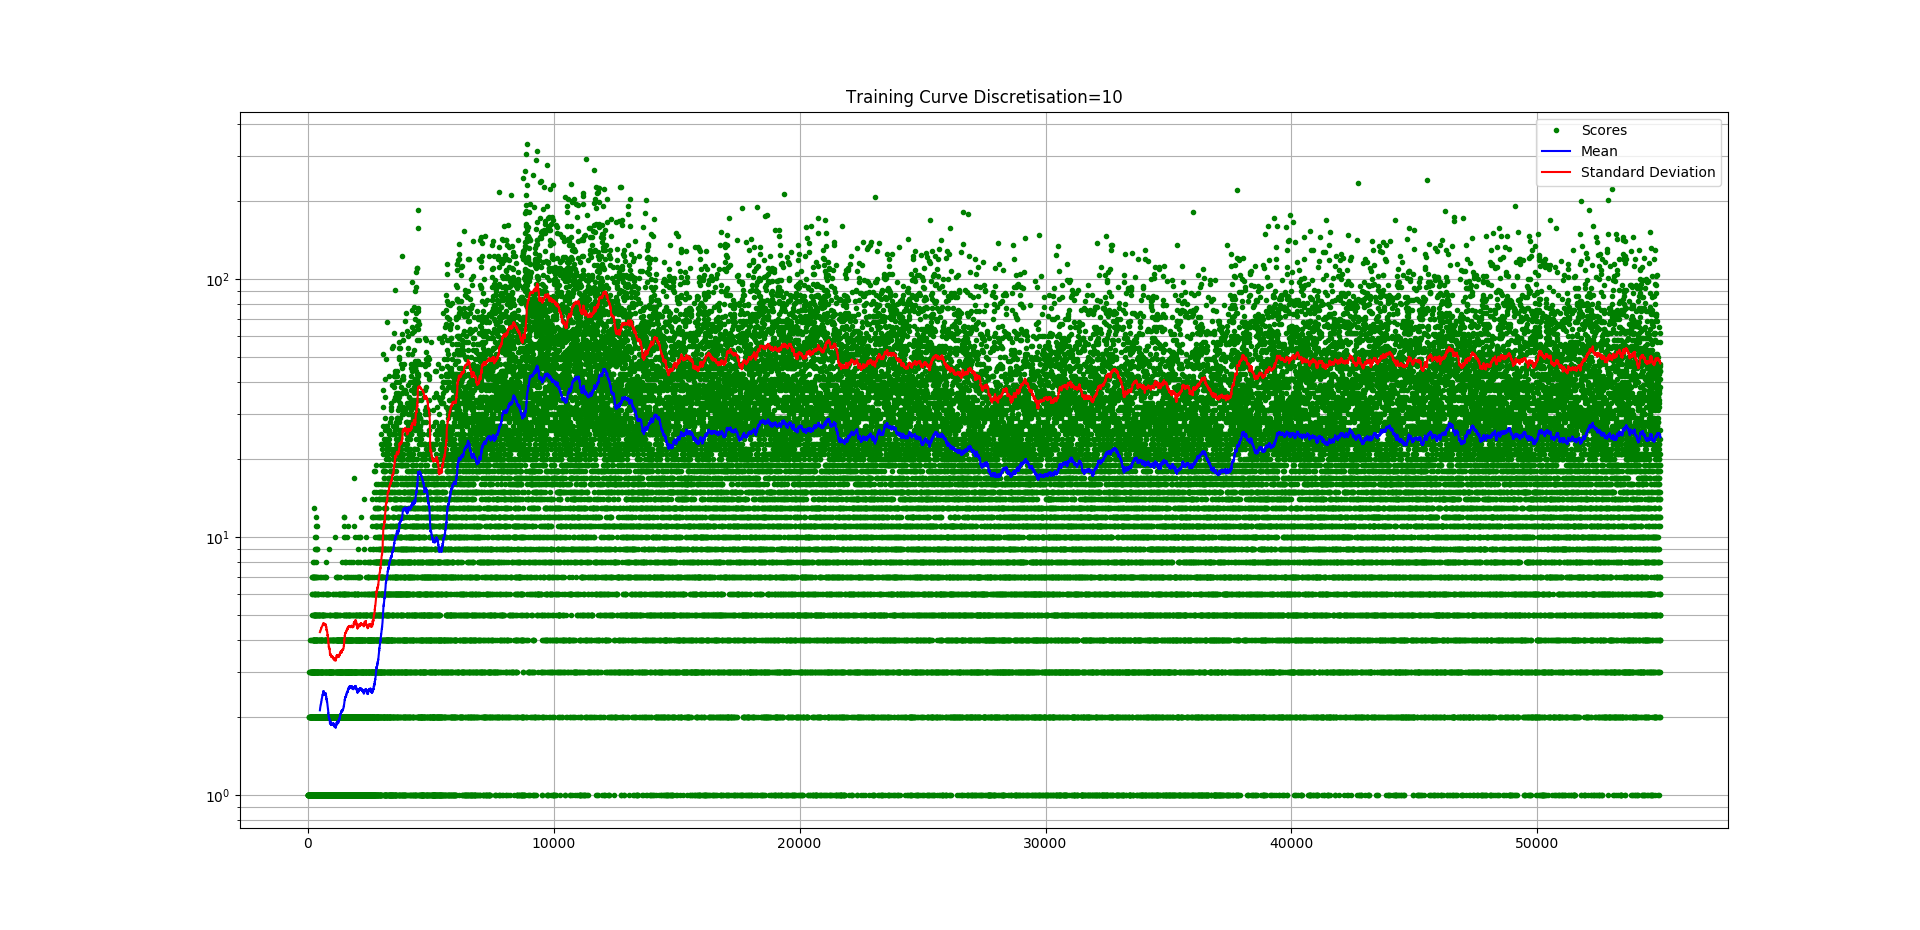 Training Curve Discretisation=10
Scores
Mean
Standard Deviation
10²
10¹
10⁰
0 10000 20000 30000 40000 50000